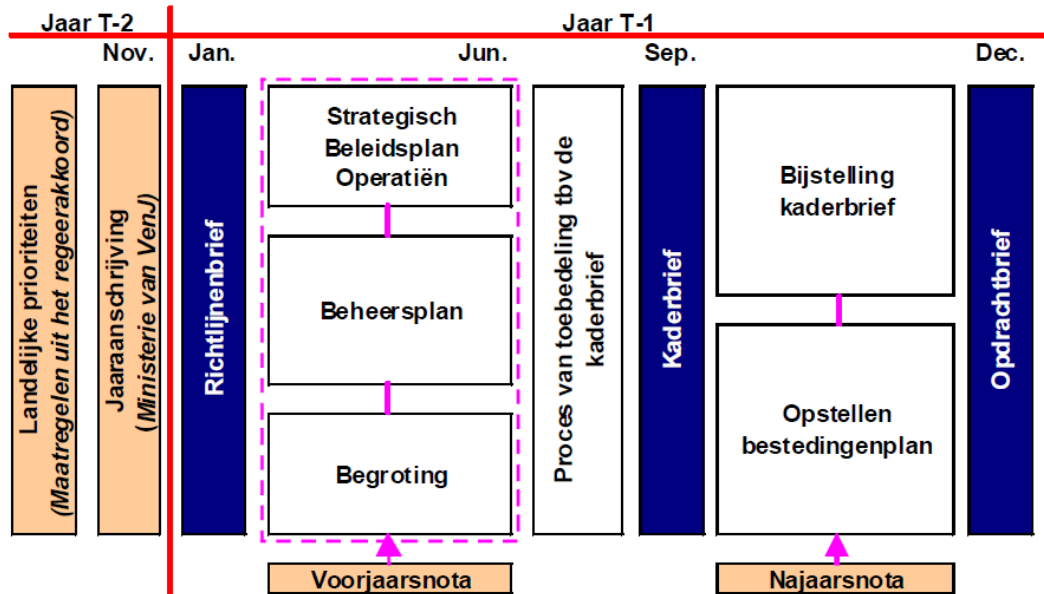 Jaar T-2
Jaar T-1
Nov.
Jan.
Jun.
Sep.
Dec.
Landelijke prioriteiten
(Maatregelen uit het regeerakkoord)
Jaaraanschrijving
(Ministerie van VenJ)
Richtlijnenbrief
Strategisch
Beleidsplan
Operatiën
Beheersplan
Begroting
Voorjaarsnota
Proces van toebedeling tbv de
kaderbrief
Kaderbrief
Bijstelling
kaderbrief
Opstellen
bestedingenplan
Najaarsnota
Opdrachtbrief